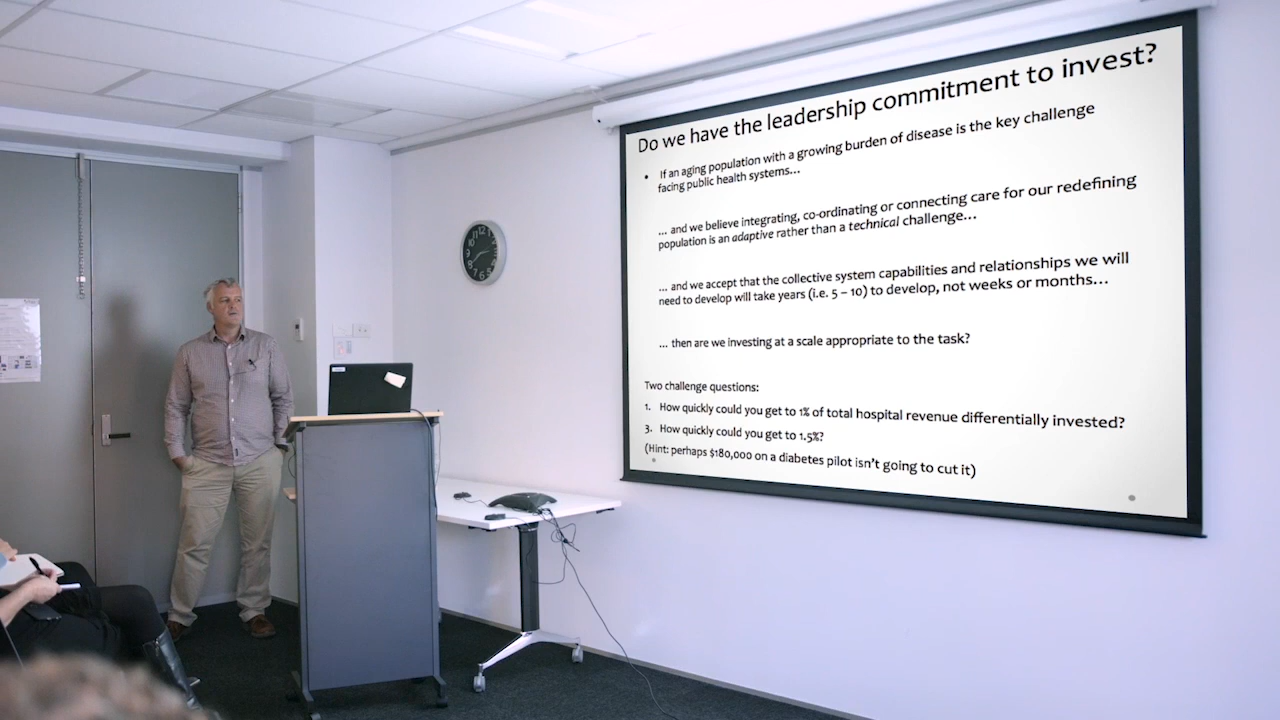 Do we have the leadership commitment to invest?
• If an aging population with a growing burden of disease is the key challenge
facing public health systems...
... and we believe integrating, co-ordinating or connecting care for our redefining
population is an adaptive rather than a technical challenge...
... and we accept that the collective system capabilities and relationships we will
need to develop will take years (i.e. 5 – 10) to develop, not weeks or months...
... then are we investing at a scale appropriate to the task?
Two challenge questions:
1. How quickly could you get to 1% of total hospital revenue differentially invested?
3. How quickly could you get to 1.5%?
(Hint: perhaps $180,000 on a diabetes pilot isn't going to cut it)